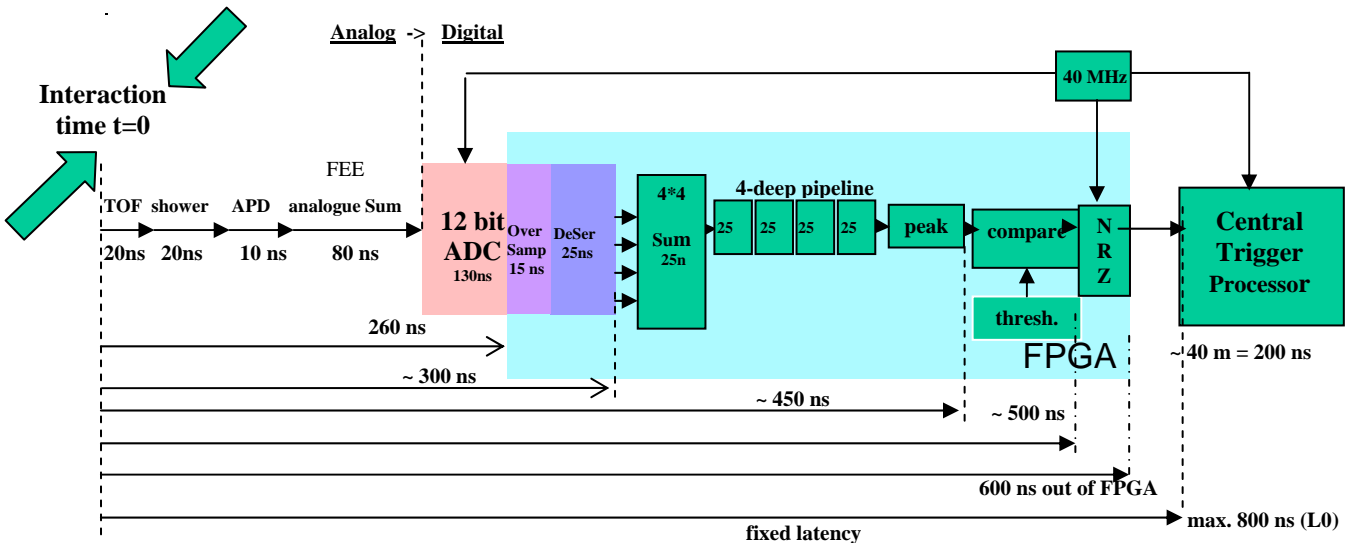 Analog -> Digital
40 MHz
Interaction
time t=0
FEE
TOF shower APD analogue Sum
20ns 20ns 10 ns 80 ns
12 bit
ADC
130ns
Over
Samp
15 ns
DeSer
25ns
4*4
Sum
25n
4-deep pipeline
25 25 25 25
peak
compare
N
R
Z
thresh.
FPGA
Central
Trigger
Processor
~ 40 m = 200 ns
260 ns
~ 300 ns
~ 450 ns
~ 500 ns
600 ns out of FPGA
max. 800 ns (L0)
fixed latency